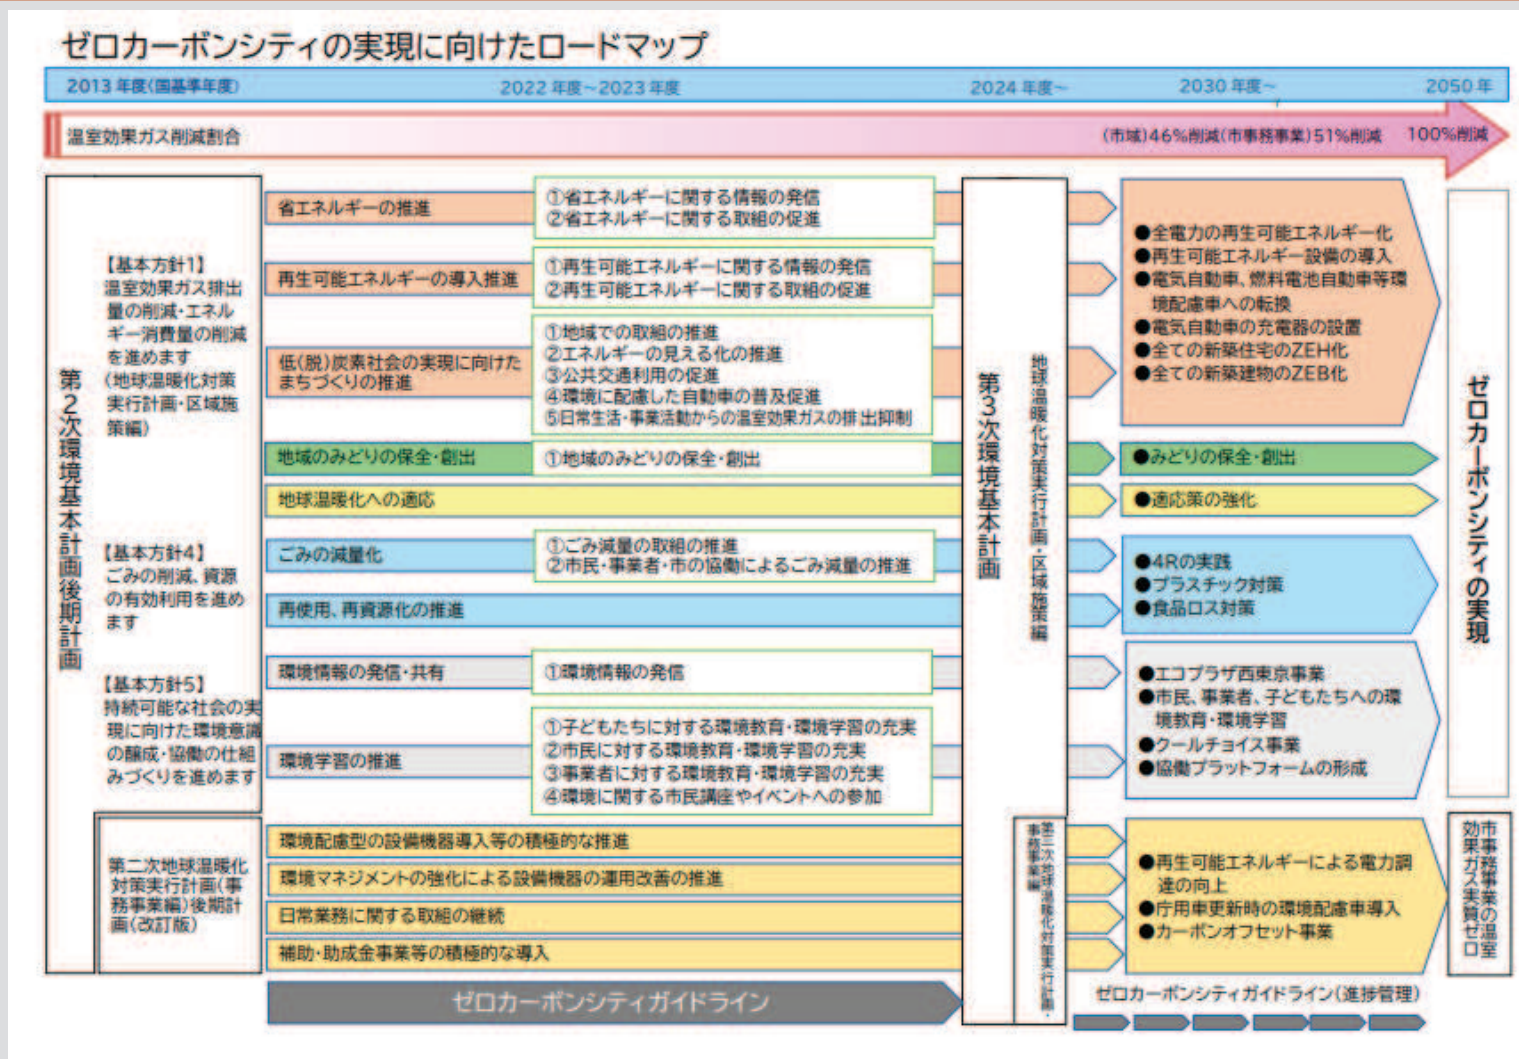 ゼロカーボンシティの実現に向けたロードマップ
2013年度(国基準年度)
2022年度~2023年度
2024年度~
2030年度~
2050年
温室効果ガス削減割合
(市域)46%削減(市事務事業)51%削減
100%削減
第2次環境基本計画後期計画
【基本方針1】
温室効果ガス排出
量の削減・エネル
ギー消費量の削減
を進めます
(地球温暖化対策
実行計画・区域施
策編)
省エネルギーの推進
①省エネルギーに関する情報の発信
②省エネルギーに関する取組の促進
再生可能エネルギーの導入推進
①再生可能エネルギーに関する情報の発信
②再生可能エネルギーに関する取組の促進
低(脱)炭素社会の実現に向けた
まちづくりの推進
①地域での取組の推進
②エネルギーの見える化の推進
③公共交通利用の促進
④環境に配慮した自動車の普及促進
⑤日常生活・事業活動からの温室効果ガスの排出抑制
地域のみどりの保全・創出
①地域のみどりの保全・創出
地球温暖化への適応
【基本方針4】
ごみの削減、資源
の有効利用を進め
ます
ごみの減量化
①ごみ減量の取組の推進
②市民・事業者・市の協働によるごみ減量の推進
再使用、再資源化の推進
【基本方針5】
持続可能な社会の実
現に向けた環境意識
の醸成・協働の仕組
みづくりを進めます
環境情報の発信・共有
①環境情報の発信
環境学習の推進
①子どもたちに対する環境教育・環境学習の充実
②市民に対する環境教育・環境学習の充実
③事業者に対する環境教育・環境学習の充実
④環境に関する市民講座やイベントへの参加
第二次地球温暖化
対策実行計画(事
務事業編)後期計
画(改訂版)
環境配慮型の設備機器導入等の積極的な推進
環境マネジメントの強化による設備機器の運用改善の推進
日常業務に関する取組の継続
補助・助成金事業等の積極的な導入
ゼロカーボンシティガイドライン
第3次環境基本計画
地球温暖化対策実行計画・区域施策編
第三次地球温暖化対策実行計画・
事務事業編
●全電力の再生可能エネルギー化
●再生可能エネルギー設備の導入
●電気自動車、燃料電池自動車等環
境配慮車への転換
●電気自動車の充電器の設置
●全ての新築住宅のZEH化
●全ての新築建物のZEB化
●みどりの保全・創出
●適応策の強化
●4Rの実践
●プラスチック対策
●食品ロス対策
●エコプラザ西東京事業
●市民、事業者、子どもたちへの環
境教育・環境学習
●クールチョイス事業
●協働プラットフォームの形成
●再生可能エネルギーによる電力調
達の向上
●庁用車更新時の環境配慮車導入
●カーボンオフセット事業
ゼロカーボンシティガイドライン(進捗管理)
ゼロカーボンシティの実現
市事務事業の温室
効果ガス実質ゼロ